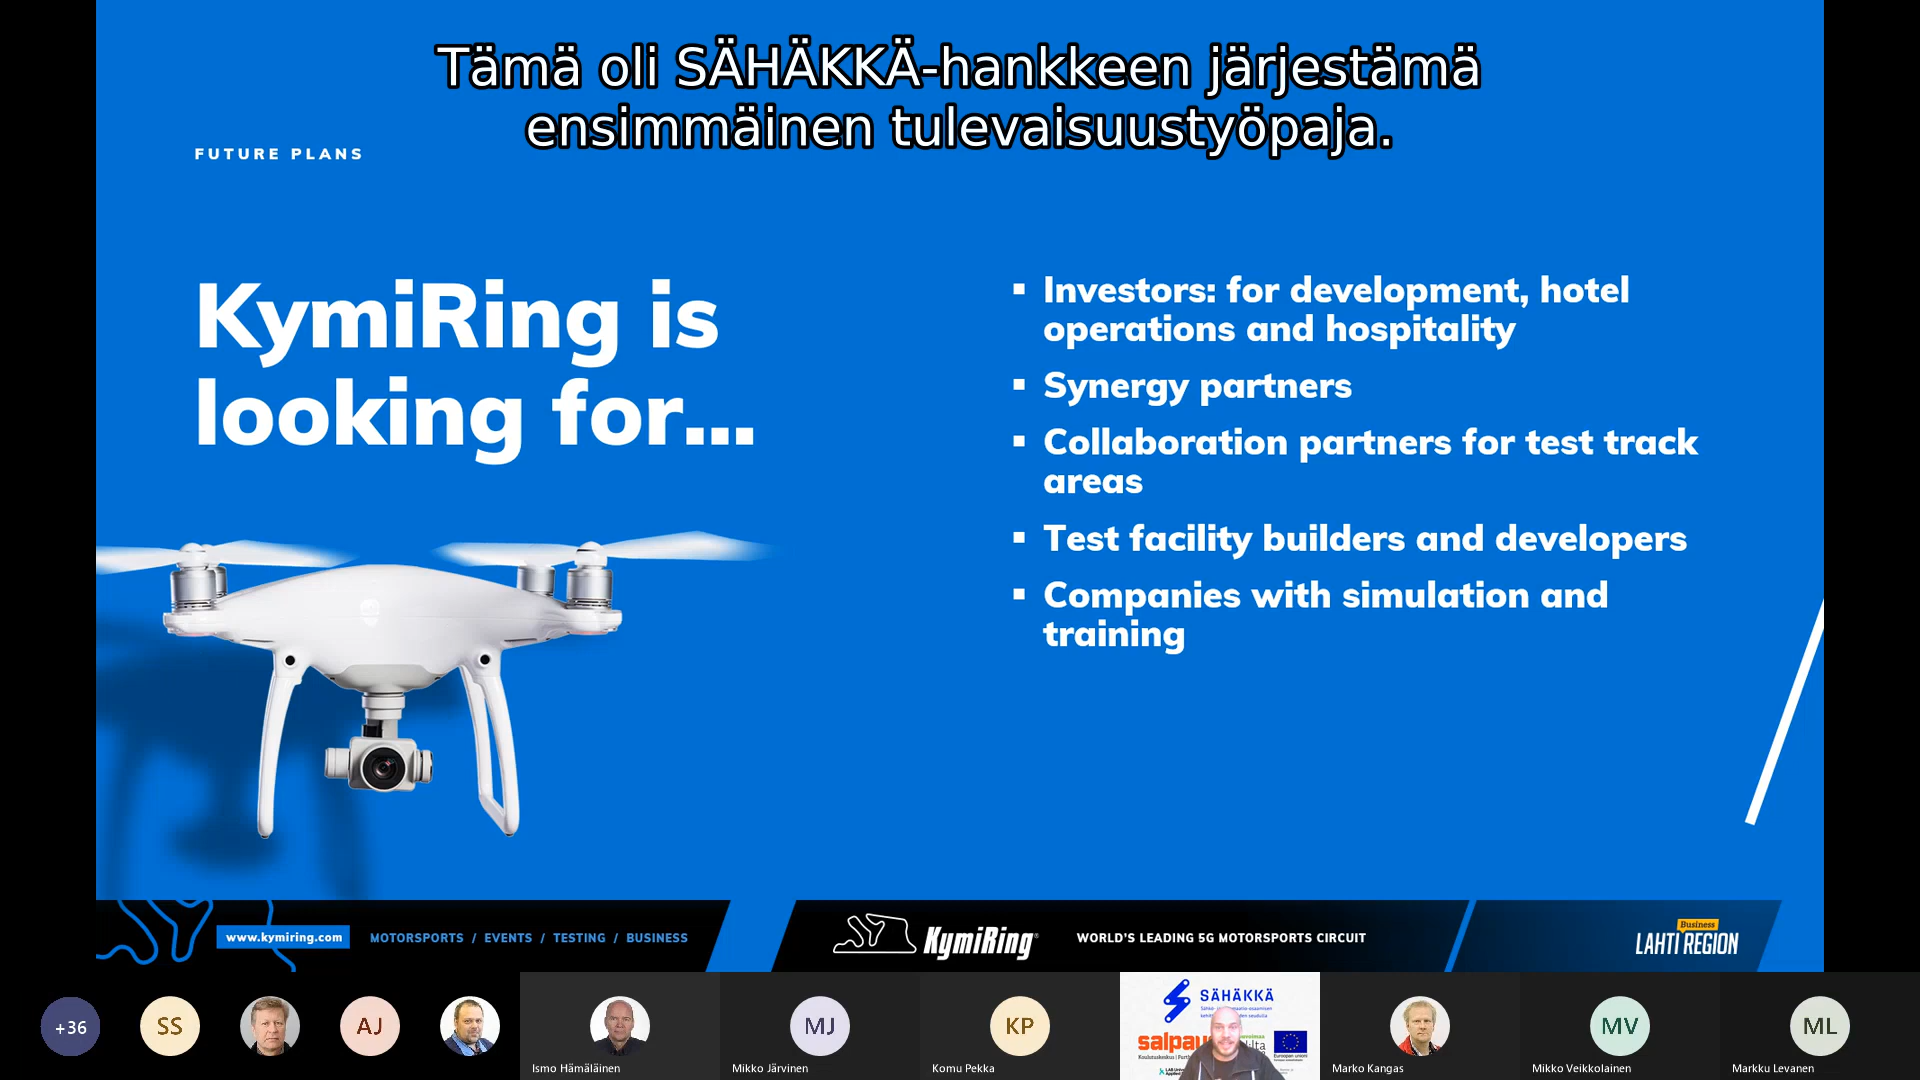 Tämä oli SÄHÄKKÄ-hankkeen järjestämä
ensimmäinen tulevaisuustyöpaja.
FUTURE PLANS
KymiRing is
looking for...
▪ Investors: for development, hotel
operations and hospitality
▪ Synergy partners
▪ Collaboration partners for test track
areas
▪ Test facility builders and developers
▪ Companies with simulation and
training
www.kymiring.com
MOTORSPORTS / EVENTS / TESTING / BUSINESS
KymiRing
WORLD'S LEADING 5G MOTORSPORTS CIRCUIT
Business
LAHTI REGION
+36
SS
AJ
Ismo Hämäläinen
MJ
Mikko Järvinen
KP
Komu Pekka
SÄHÄKKÄ
salpau
Euroopan unioni
Marko Kangas
MV
Mikko Veikkolainen
ML
Markku Levanen